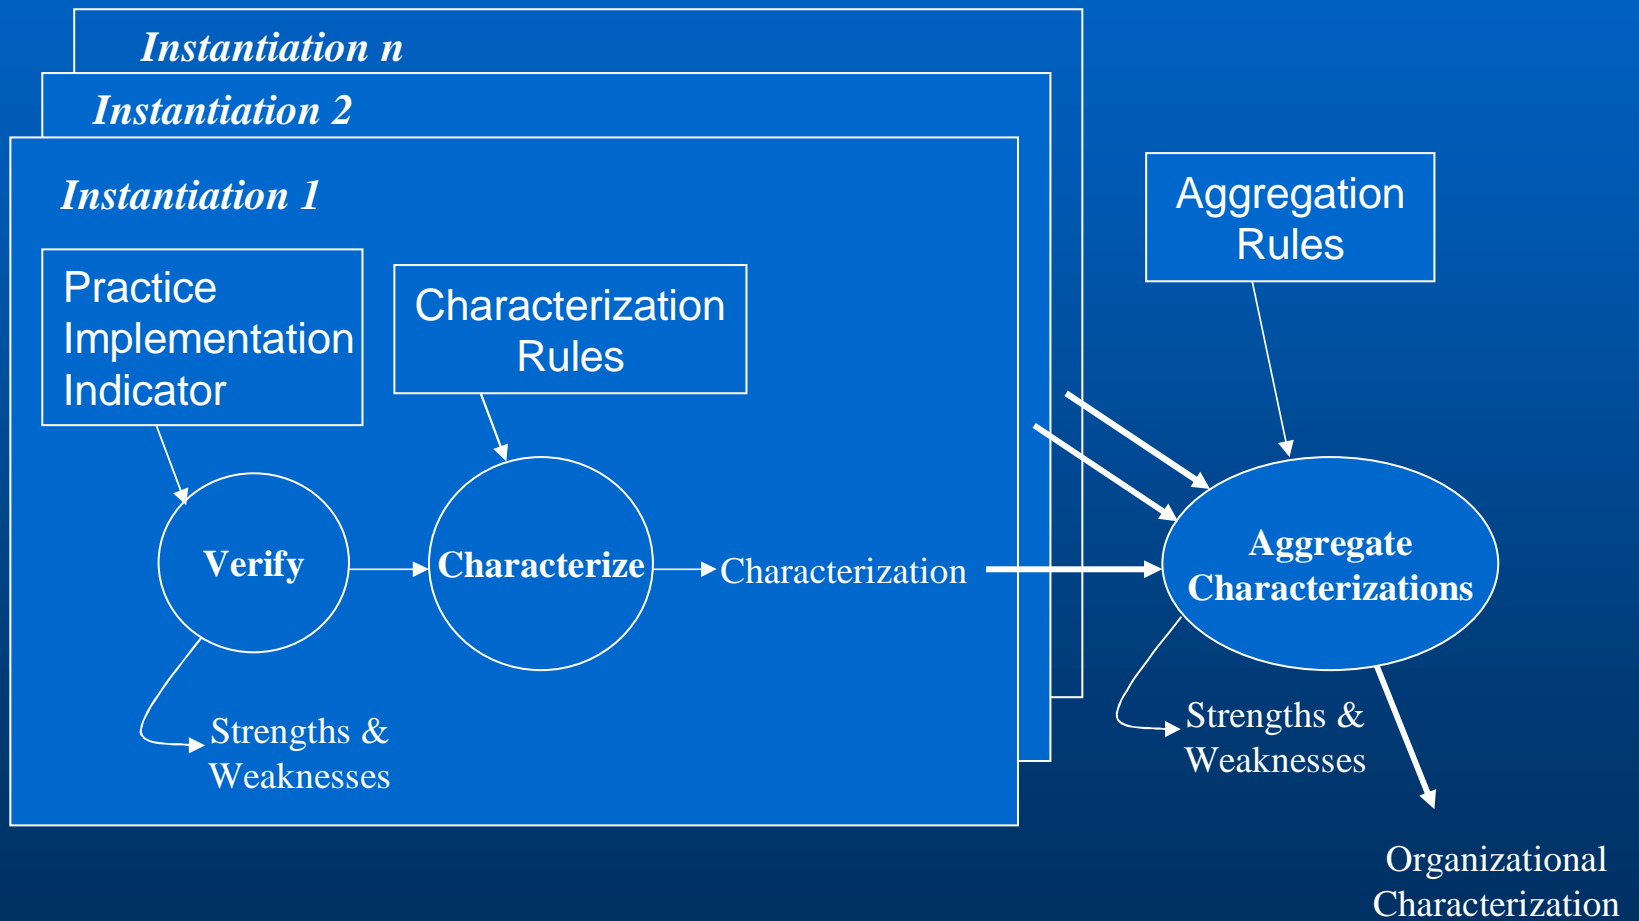 Instantiation n
Instantiation 2
Instantiation 1
Practice
Implementation
Indicator
Characterization
Rules
Aggregation
Rules
Verify
Characterize
Characterization
Aggregate
Characterizations
Strengths &
Weaknesses
Strengths &
Weaknesses
Organizational
Characterization